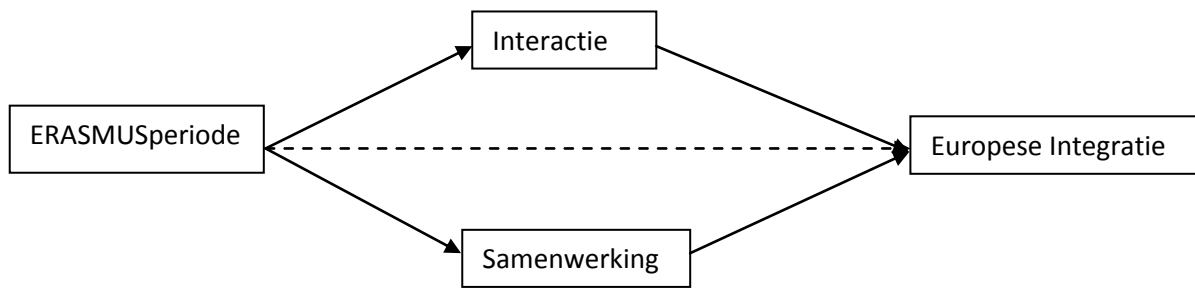 Interactie
ERASMUSperiode
Europese Integratie
Samenwerking